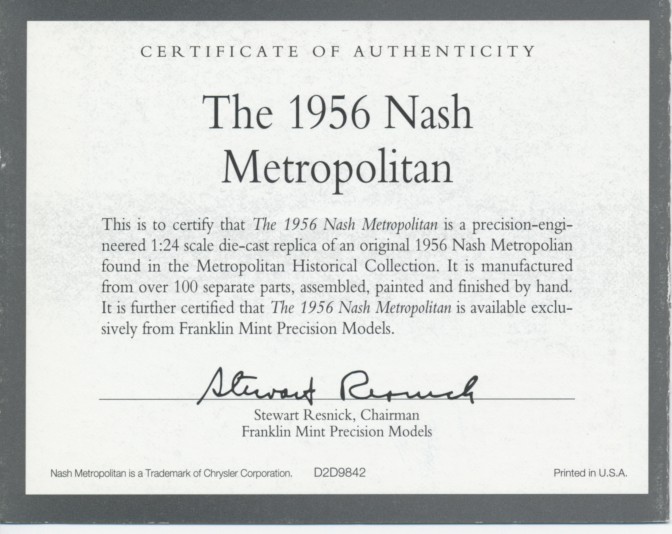 CERTIFICATE OF AUTHENTICITY
The 1956 Nash
Metropolitan
This is to certify that The 1956 Nash Metropolitan is a precision-engi-
neered 1:24 scale die-cast replica of an original 1956 Nash Metropolian
found in the Metropolitan Historical Collection. It is manufactured
from over 100 separate parts, assembled, painted and finished by hand.
It is further certified that The 1956 Nash Metropolitan is available exclu-
sively from Franklin Mint Precision Models.
Stewart Resnick
Stewart Resnick, Chairman
Franklin Mint Precision Models
Nash Metropolitan is a Trademark of Chrysler Corporation. D2D9842 Printed in U.S.A.